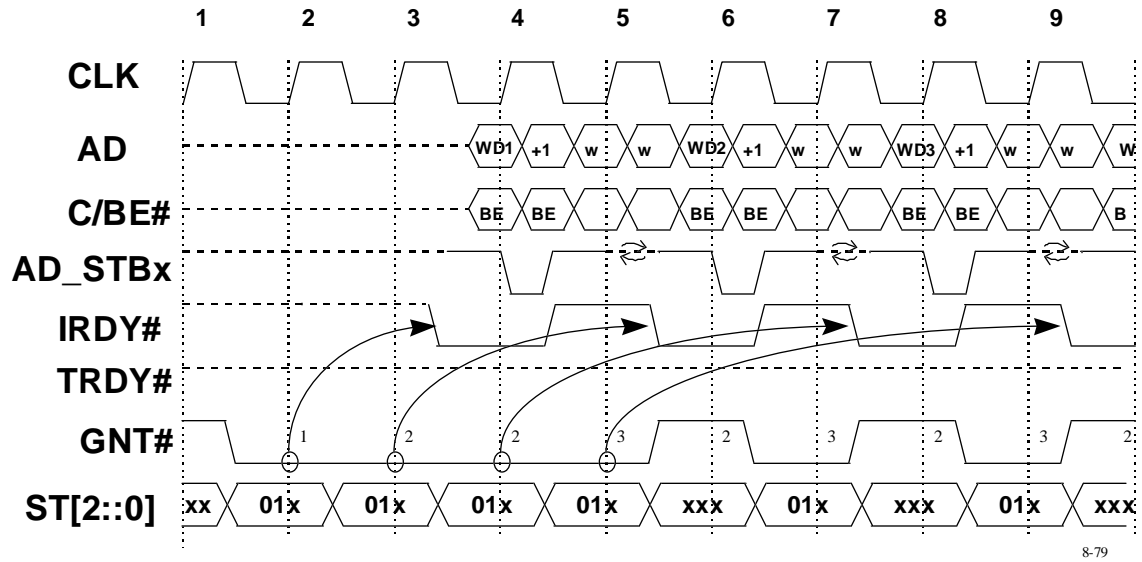 1 2 3 4 5 6 7 8 9
CLK
AD WD1 +1 w w WD2 +1 w w WD3 +1 w w W
C/BE# BE BE BE BE BE BE B
AD_STBx
IRDY#
TRDY#
GNT# 1 2 2 3 2 3 2 3 2
ST[2::0] xx 01x 01x 01x 01x xxx 01x xxx 01x xxx
8-79